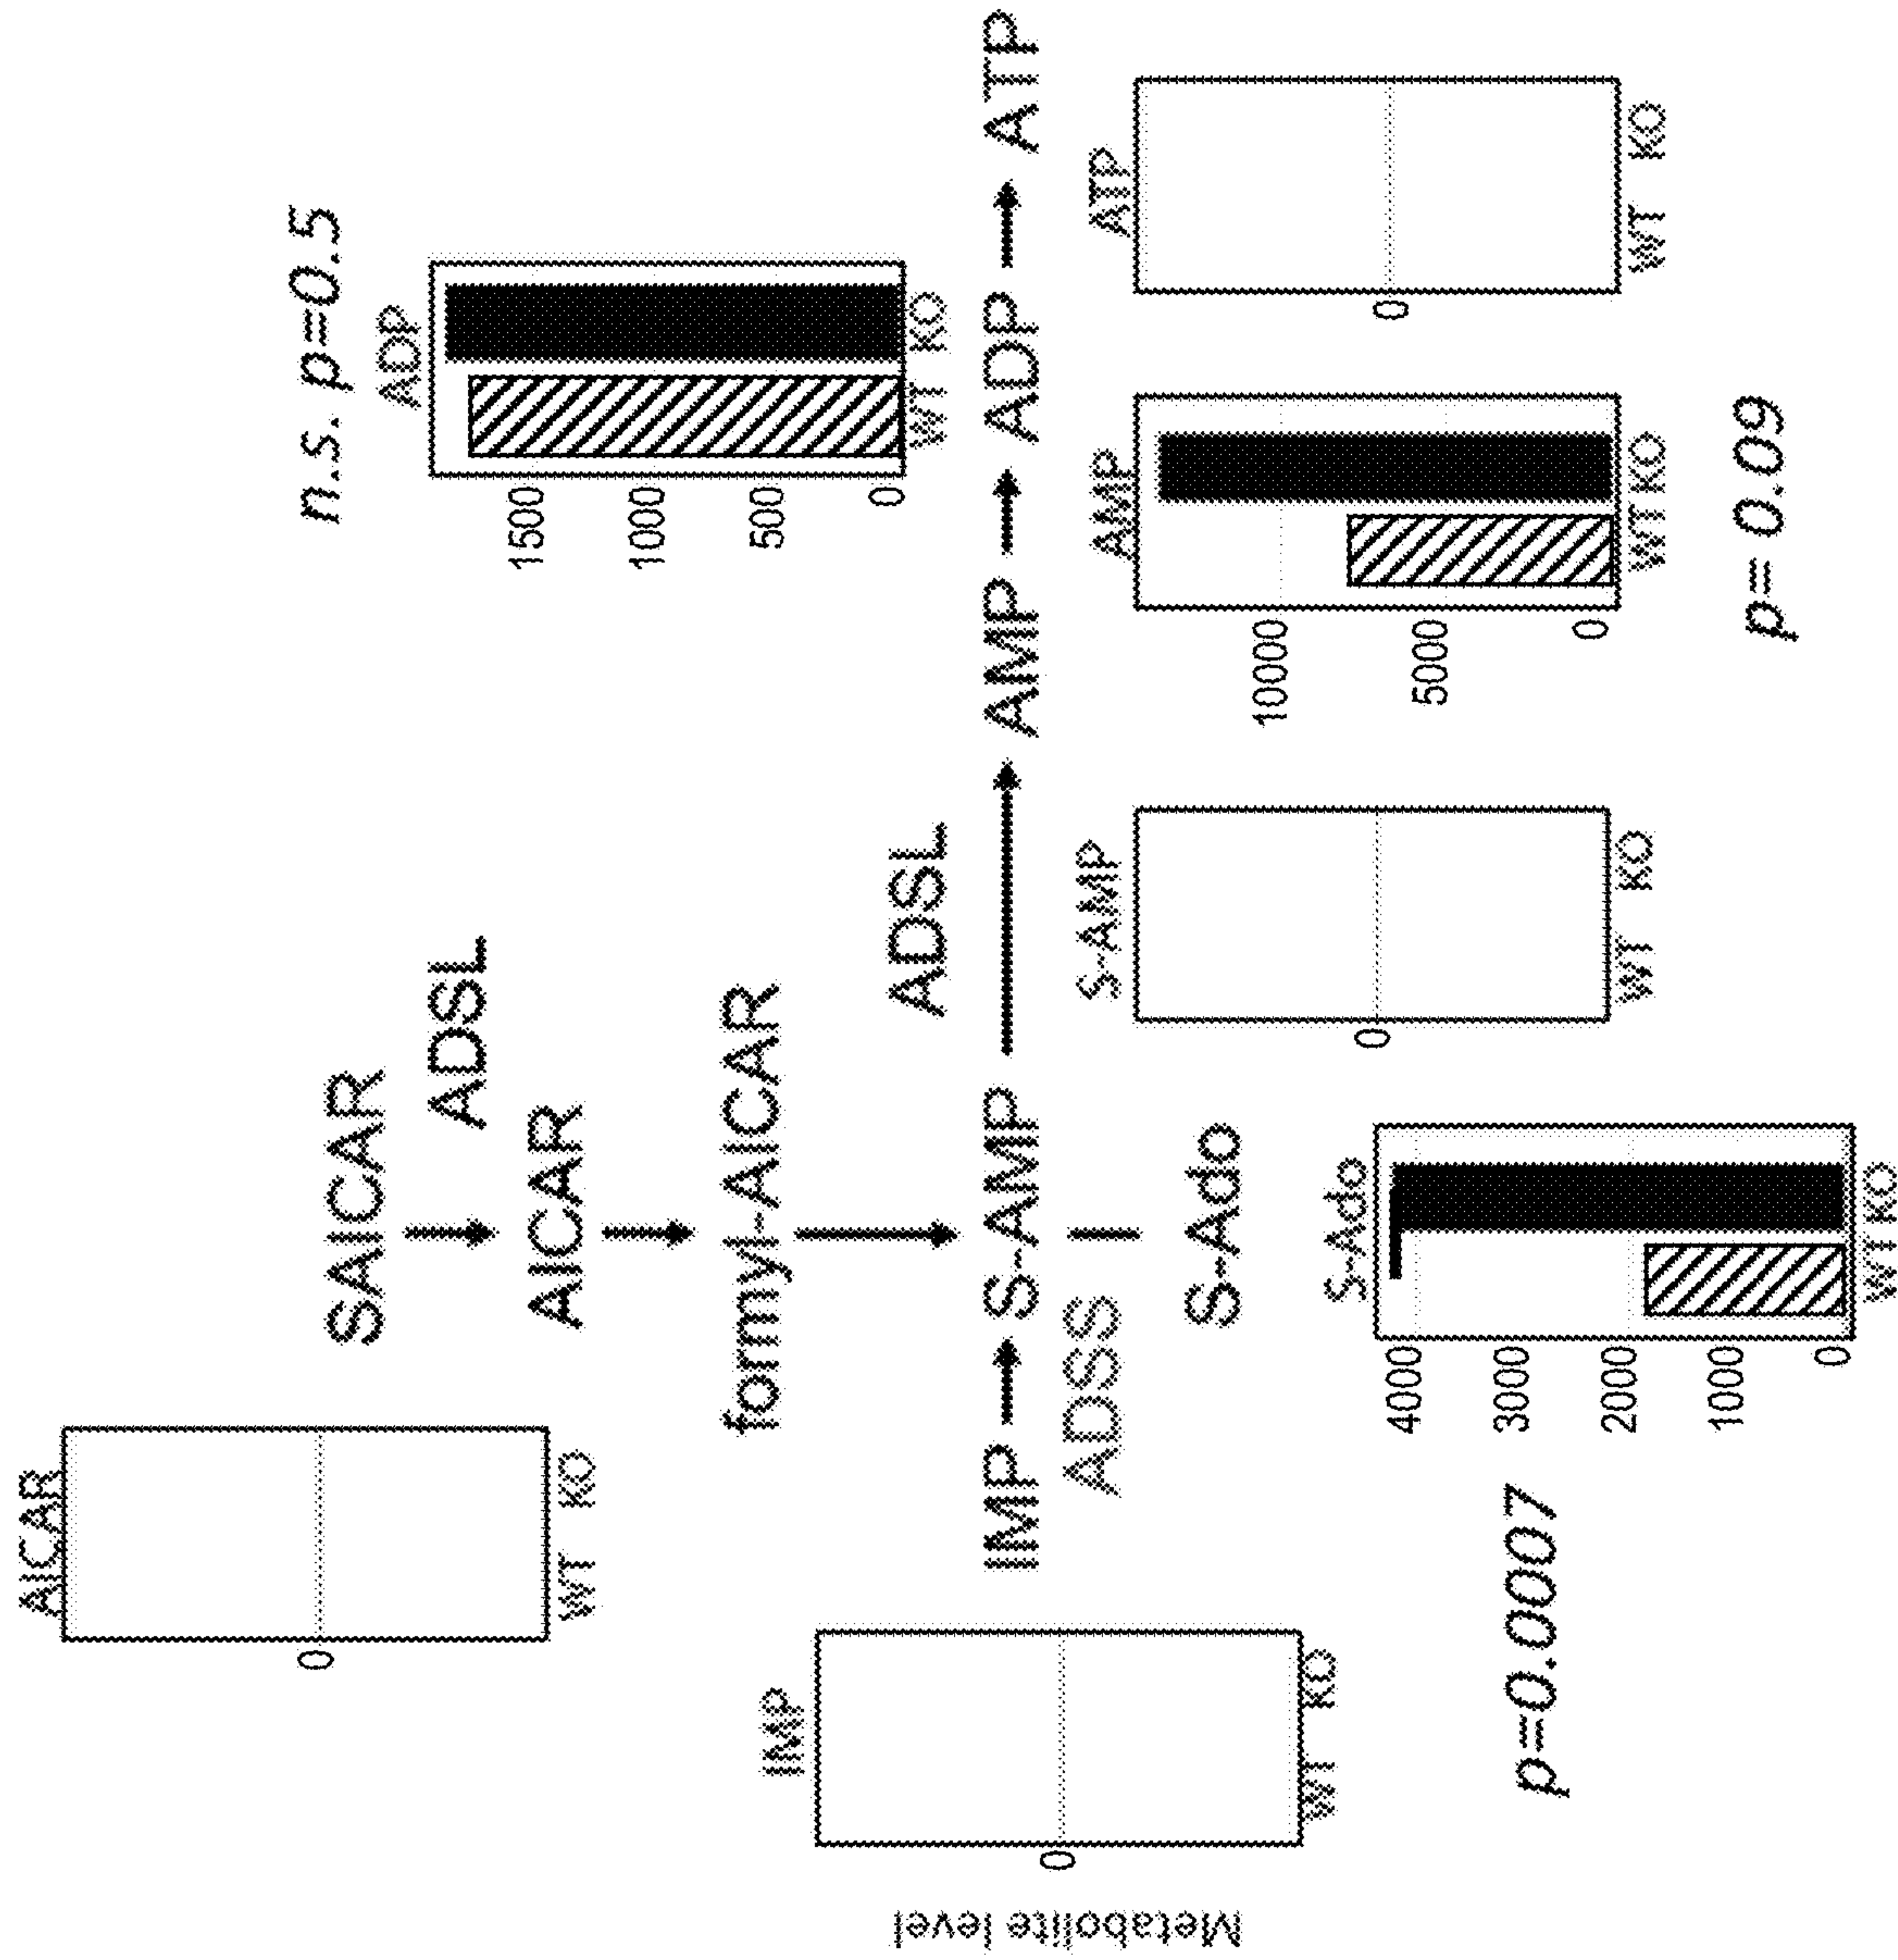 AICAR
0
WT KO
SAICAR
ADSL
AICAR
formyl-AICAR
n.s. p=0.5
ADP
1500
1000
500
0
WT KO
Metabolite level
IMP
0
WT KO
ADSL
IMP S-AMP AMP ADP ATP
ADSS
S-Ado
S-Ado
4000
3000
2000
1000
0
WT KO
p=0.0007
S-AMP
0
WT KO
AMP
10000
5000
0
WT KO
p= 0.09
ATP
0
WT KO